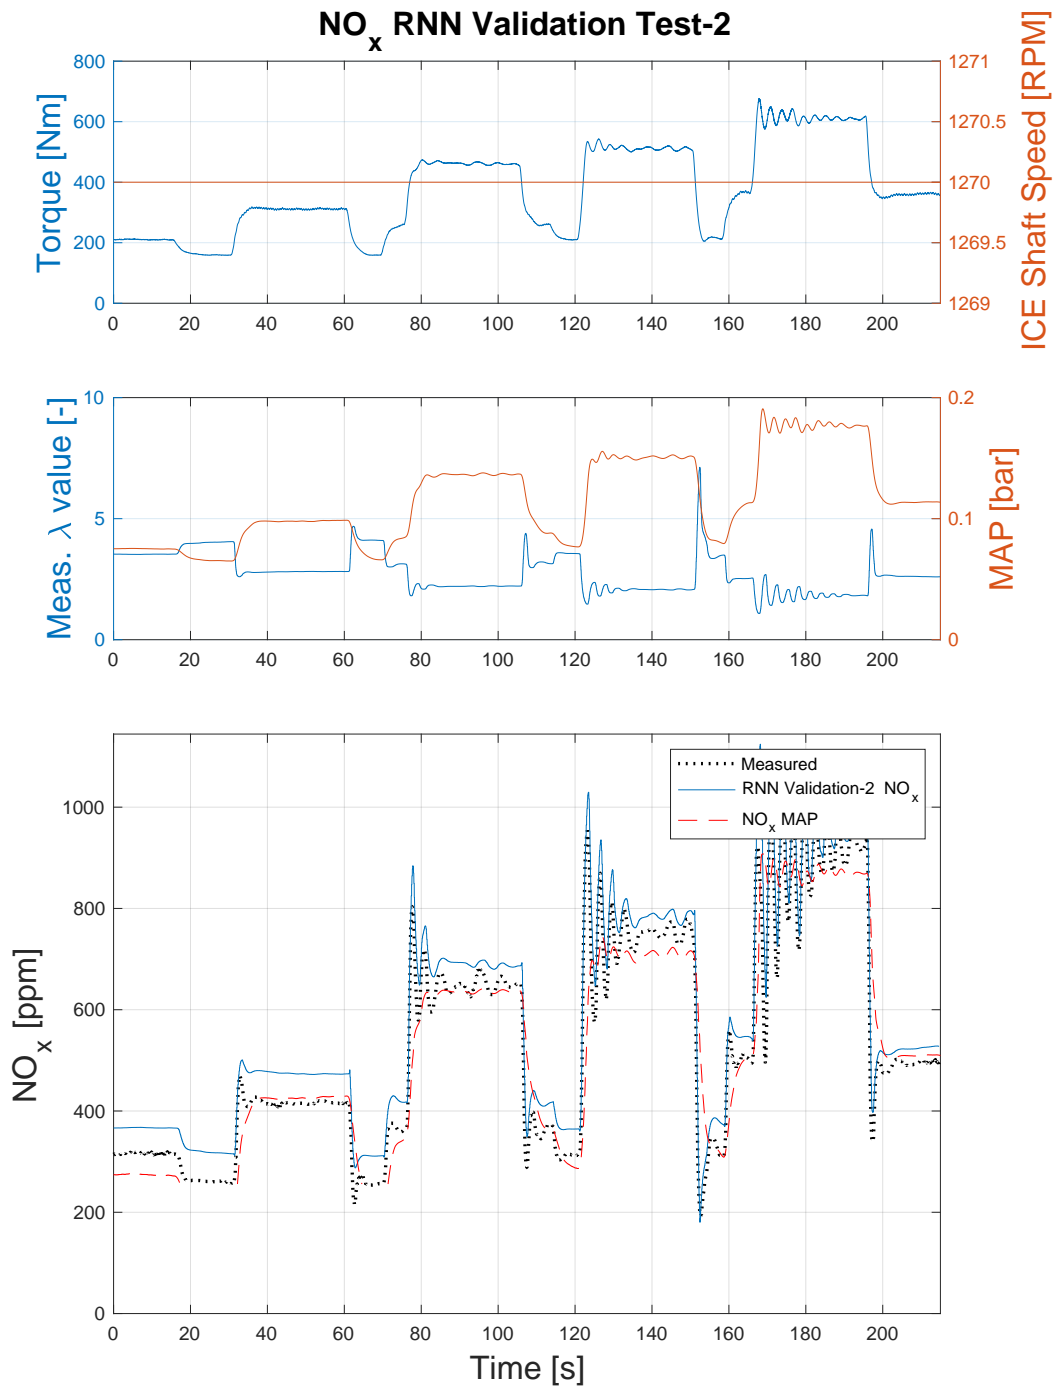 NOx RNN Validation Test-2
Torque [Nm]
800
600
400
200
0
ICE Shaft Speed [RPM]
1271
1270.5
1270
1269.5
1269
0 20 40 60 80 100 120 140 160 180 200
Meas. λ value [-]
10
5
0
MAP [bar]
0.2
0.1
0
0 20 40 60 80 100 120 140 160 180 200
NOx [ppm]
1000
800
600
400
200
0
Measured
RNN Validation-2 NOx
NOx MAP
0 20 40 60 80 100 120 140 160 180 200
Time [s]